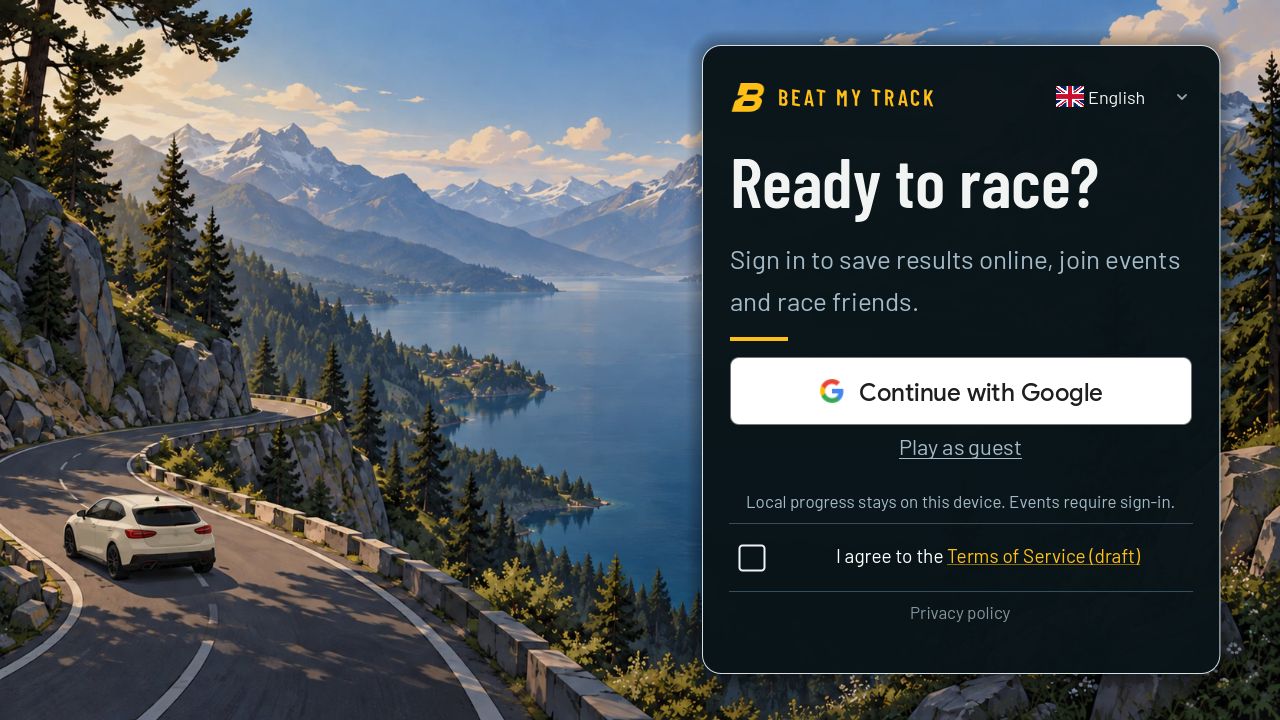 BEAT MY TRACK
English
Ready to race?
Sign in to save results online, join events
and race friends.
Continue with Google
Play as guest
Local progress stays on this device. Events require sign-in.
I agree to the Terms of Service (draft)
Privacy policy